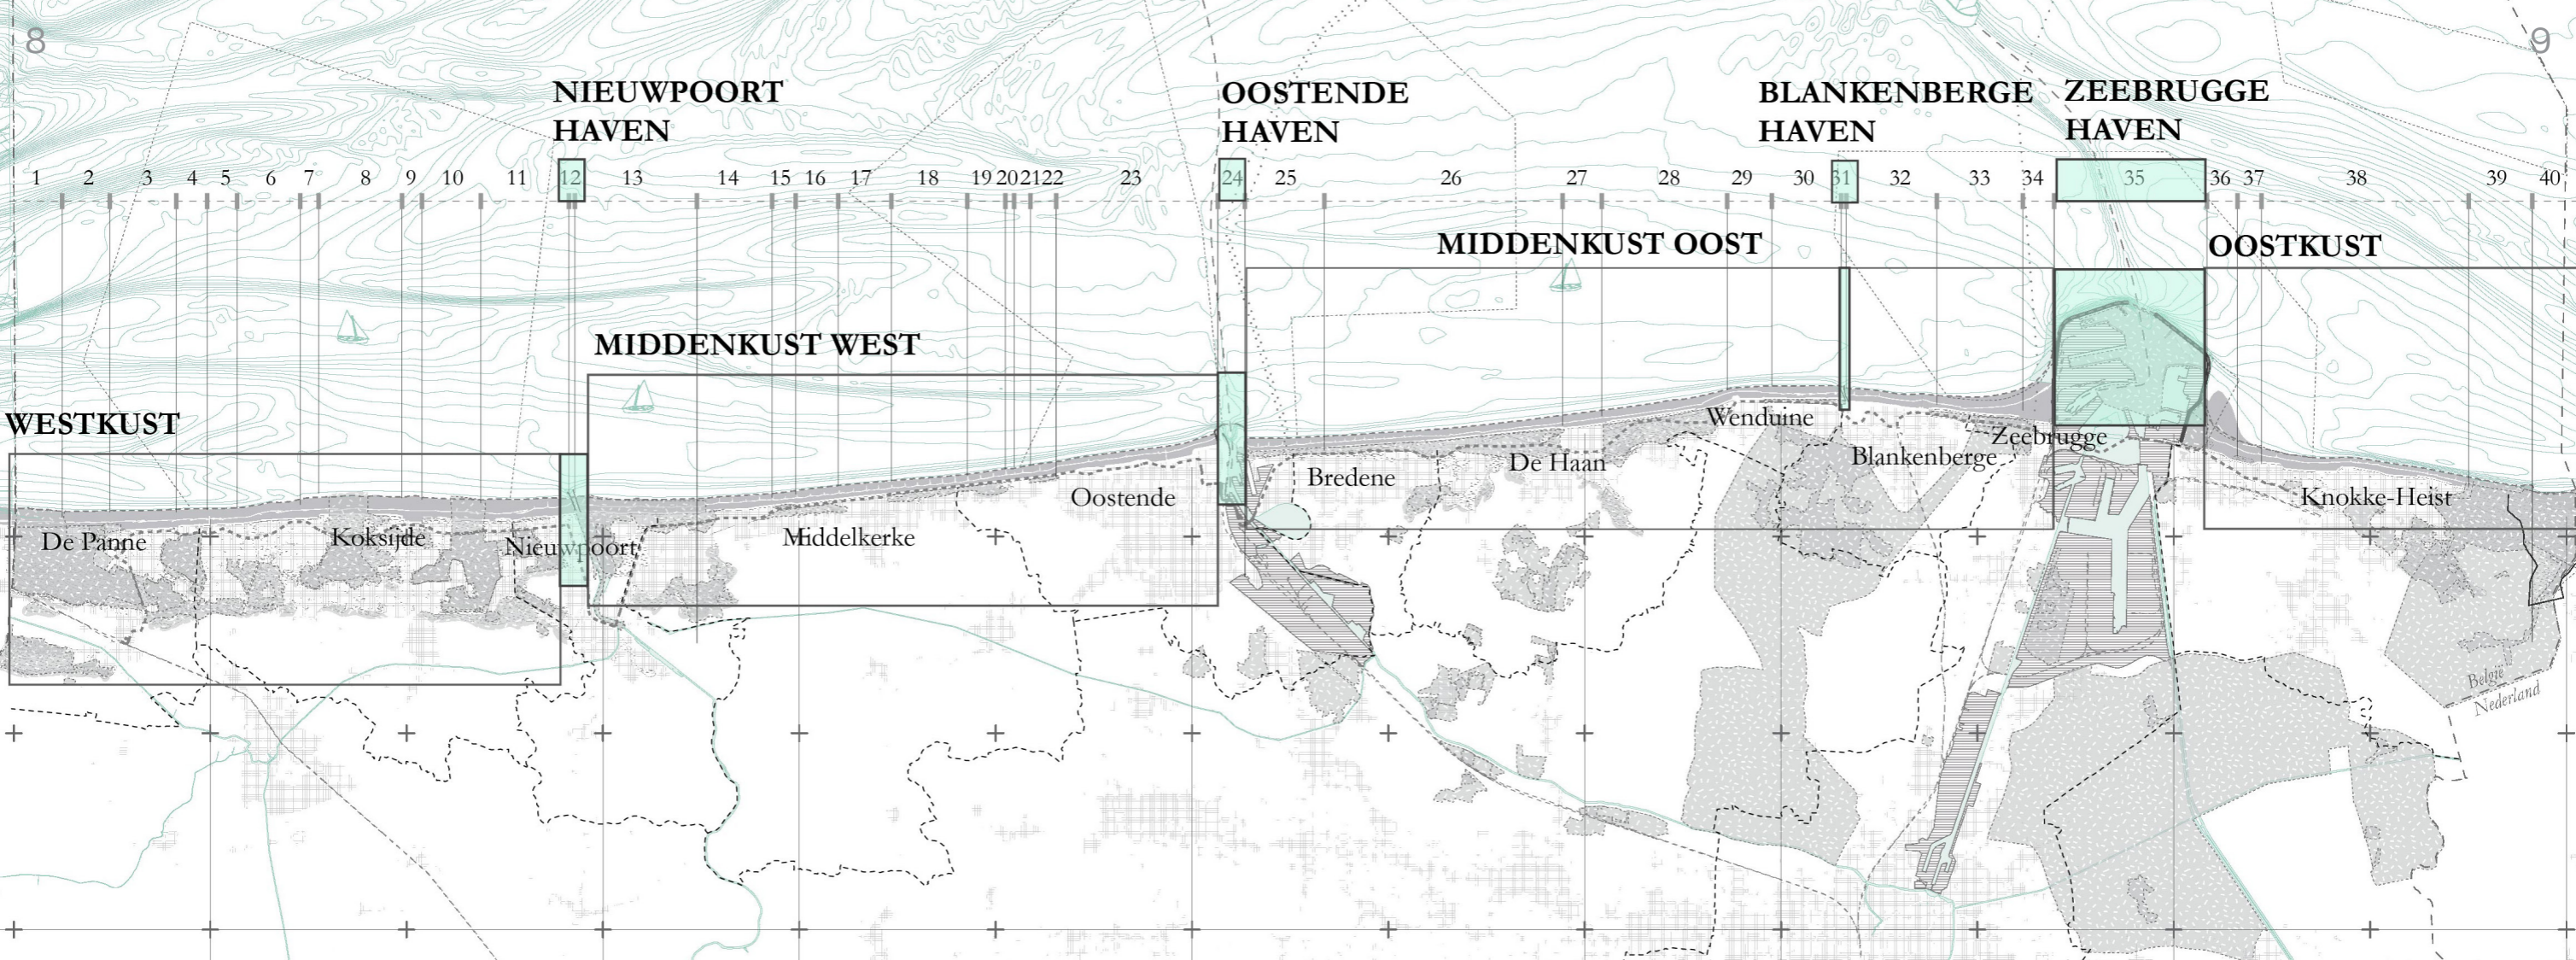 8
9
NIEUWPOORT
HAVEN
OOSTENDE
HAVEN
BLANKENBERGE
HAVEN
ZEEBRUGGE
HAVEN
1 2 3 4 5 6 7 8 9 10 11 12 13 14 15 16 17 18 19 20 21 22 23 24 25 26 27 28 29 30 31 32 33 34 35 36 37 38 39 40
MIDDENKUST OOST
OOSTKUST
MIDDENKUST WEST
WESTKUST
Wenduine
Zeebrugge
Blankenberge
De Haan
Bredene
Oostende
Knokke-Heist
De Panne
Koksijde
Nieuwpoort
Middelkerke
België
Nederland